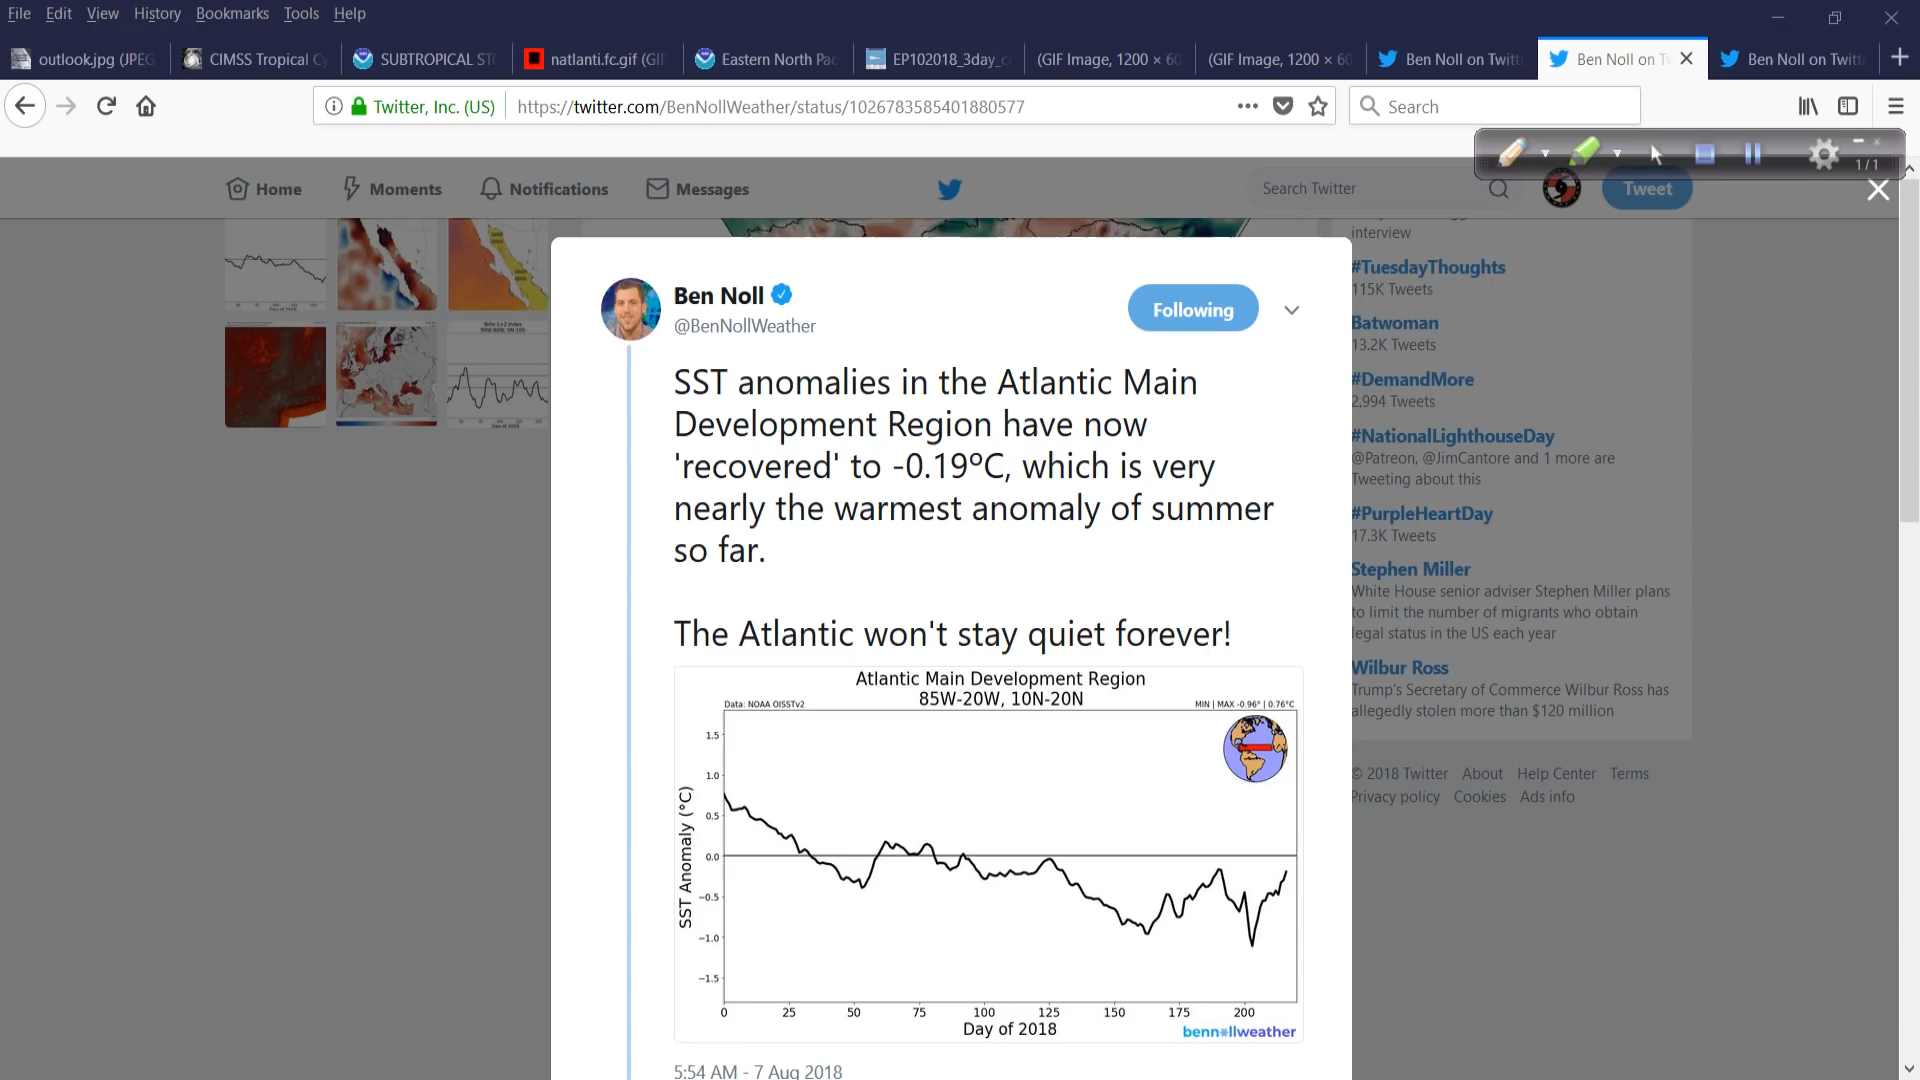 File Edit View History Bookmarks Tools Help
outlook.jpg (JPEG CIMSS Tropical Cy SUBTROPICAL ST natlanti.fc.gif (GIF Eastern North Pac EP102018_3day_c (GIF Image, 1200 × 60 (GIF Image, 1200 × 60 Ben Noll on Twitt Ben Noll on T Ben Noll on Twitt
Twitter, Inc. (US) https://twitter.com/BenNollWeather/status/1026783585401880577 Search
1/1
Home Moments Notifications Messages Search Twitter Tweet
interview
#TuesdayThoughts
115K Tweets
Batwoman
13.2K Tweets
#DemandMore
2,994 Tweets
#NationalLighthouseDay
@Patreon, @JimCantore and 1 more are
Tweeting about this
#PurpleHeartDay
17.3K Tweets
Stephen Miller
White House senior adviser Stephen Miller plans
to limit the number of migrants who obtain
legal status in the US each year
Wilbur Ross
Trump's Secretary of Commerce Wilbur Ross has
allegedly stolen more than $120 million
© 2018 Twitter About Help Center Terms
Privacy policy Cookies Ads info
Ben Noll
@BenNollWeather
Following
SST anomalies in the Atlantic Main
Development Region have now
'recovered' to -0.19ºC, which is very
nearly the warmest anomaly of summer
so far.
The Atlantic won't stay quiet forever!
Atlantic Main Development Region
85W-20W, 10N-20N
Data: NOAA OISSTv2
MIN | MAX -0.96° | 0.76°C
SST Anomaly (°C)
1.5
1.0
0.5
0.0
−0.5
−1.0
−1.5
0 25 50 75 100 125 150 175 200
Day of 2018
bennollweather
5:54 AM - 7 Aug 2018